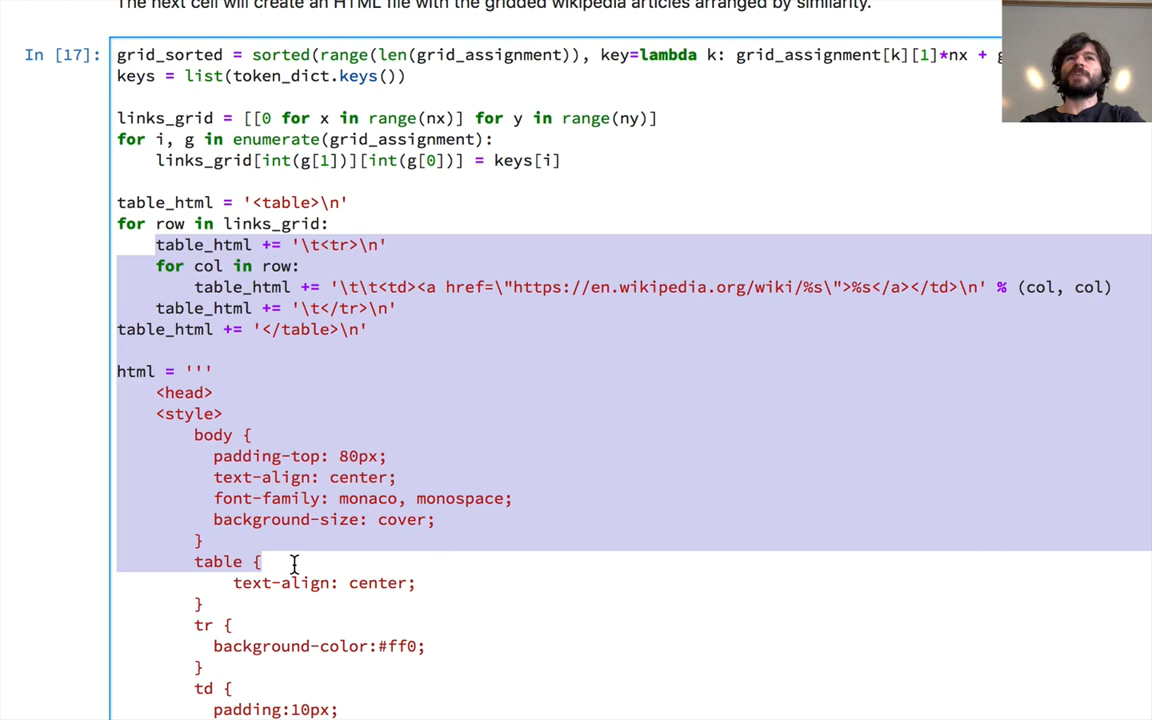 The next cell will create an HTML file with the gridded wikipedia articles arranged by similarity.
In [17]:
grid_sorted = sorted(range(len(grid_assignment)), key=lambda k: grid_assignment[k][1]*nx +
keys = list(token_dict.keys())
links_grid = [[0 for x in range(nx)] for y in range(ny)]
for i, g in enumerate(grid_assignment):
    links_grid[int(g[1])][int(g[0])] = keys[i]
table_html = '<table>\n'
for row in links_grid:
    table_html += '\t<tr>\n'
    for col in row:
        table_html += '\t\t<td><a href=\"https://en.wikipedia.org/wiki/%s\">%s</a></td>\n' % (col, col)
    table_html += '\t</tr>\n'
table_html += '</table>\n'
html = '''
    <head>
    <style>
        body {
          padding-top: 80px;
          text-align: center;
          font-family: monaco, monospace;
          background-size: cover;
        }
        table {
            text-align: center;
        }
        tr {
          background-color:#ff0;
        }
        td {
          padding:10px;